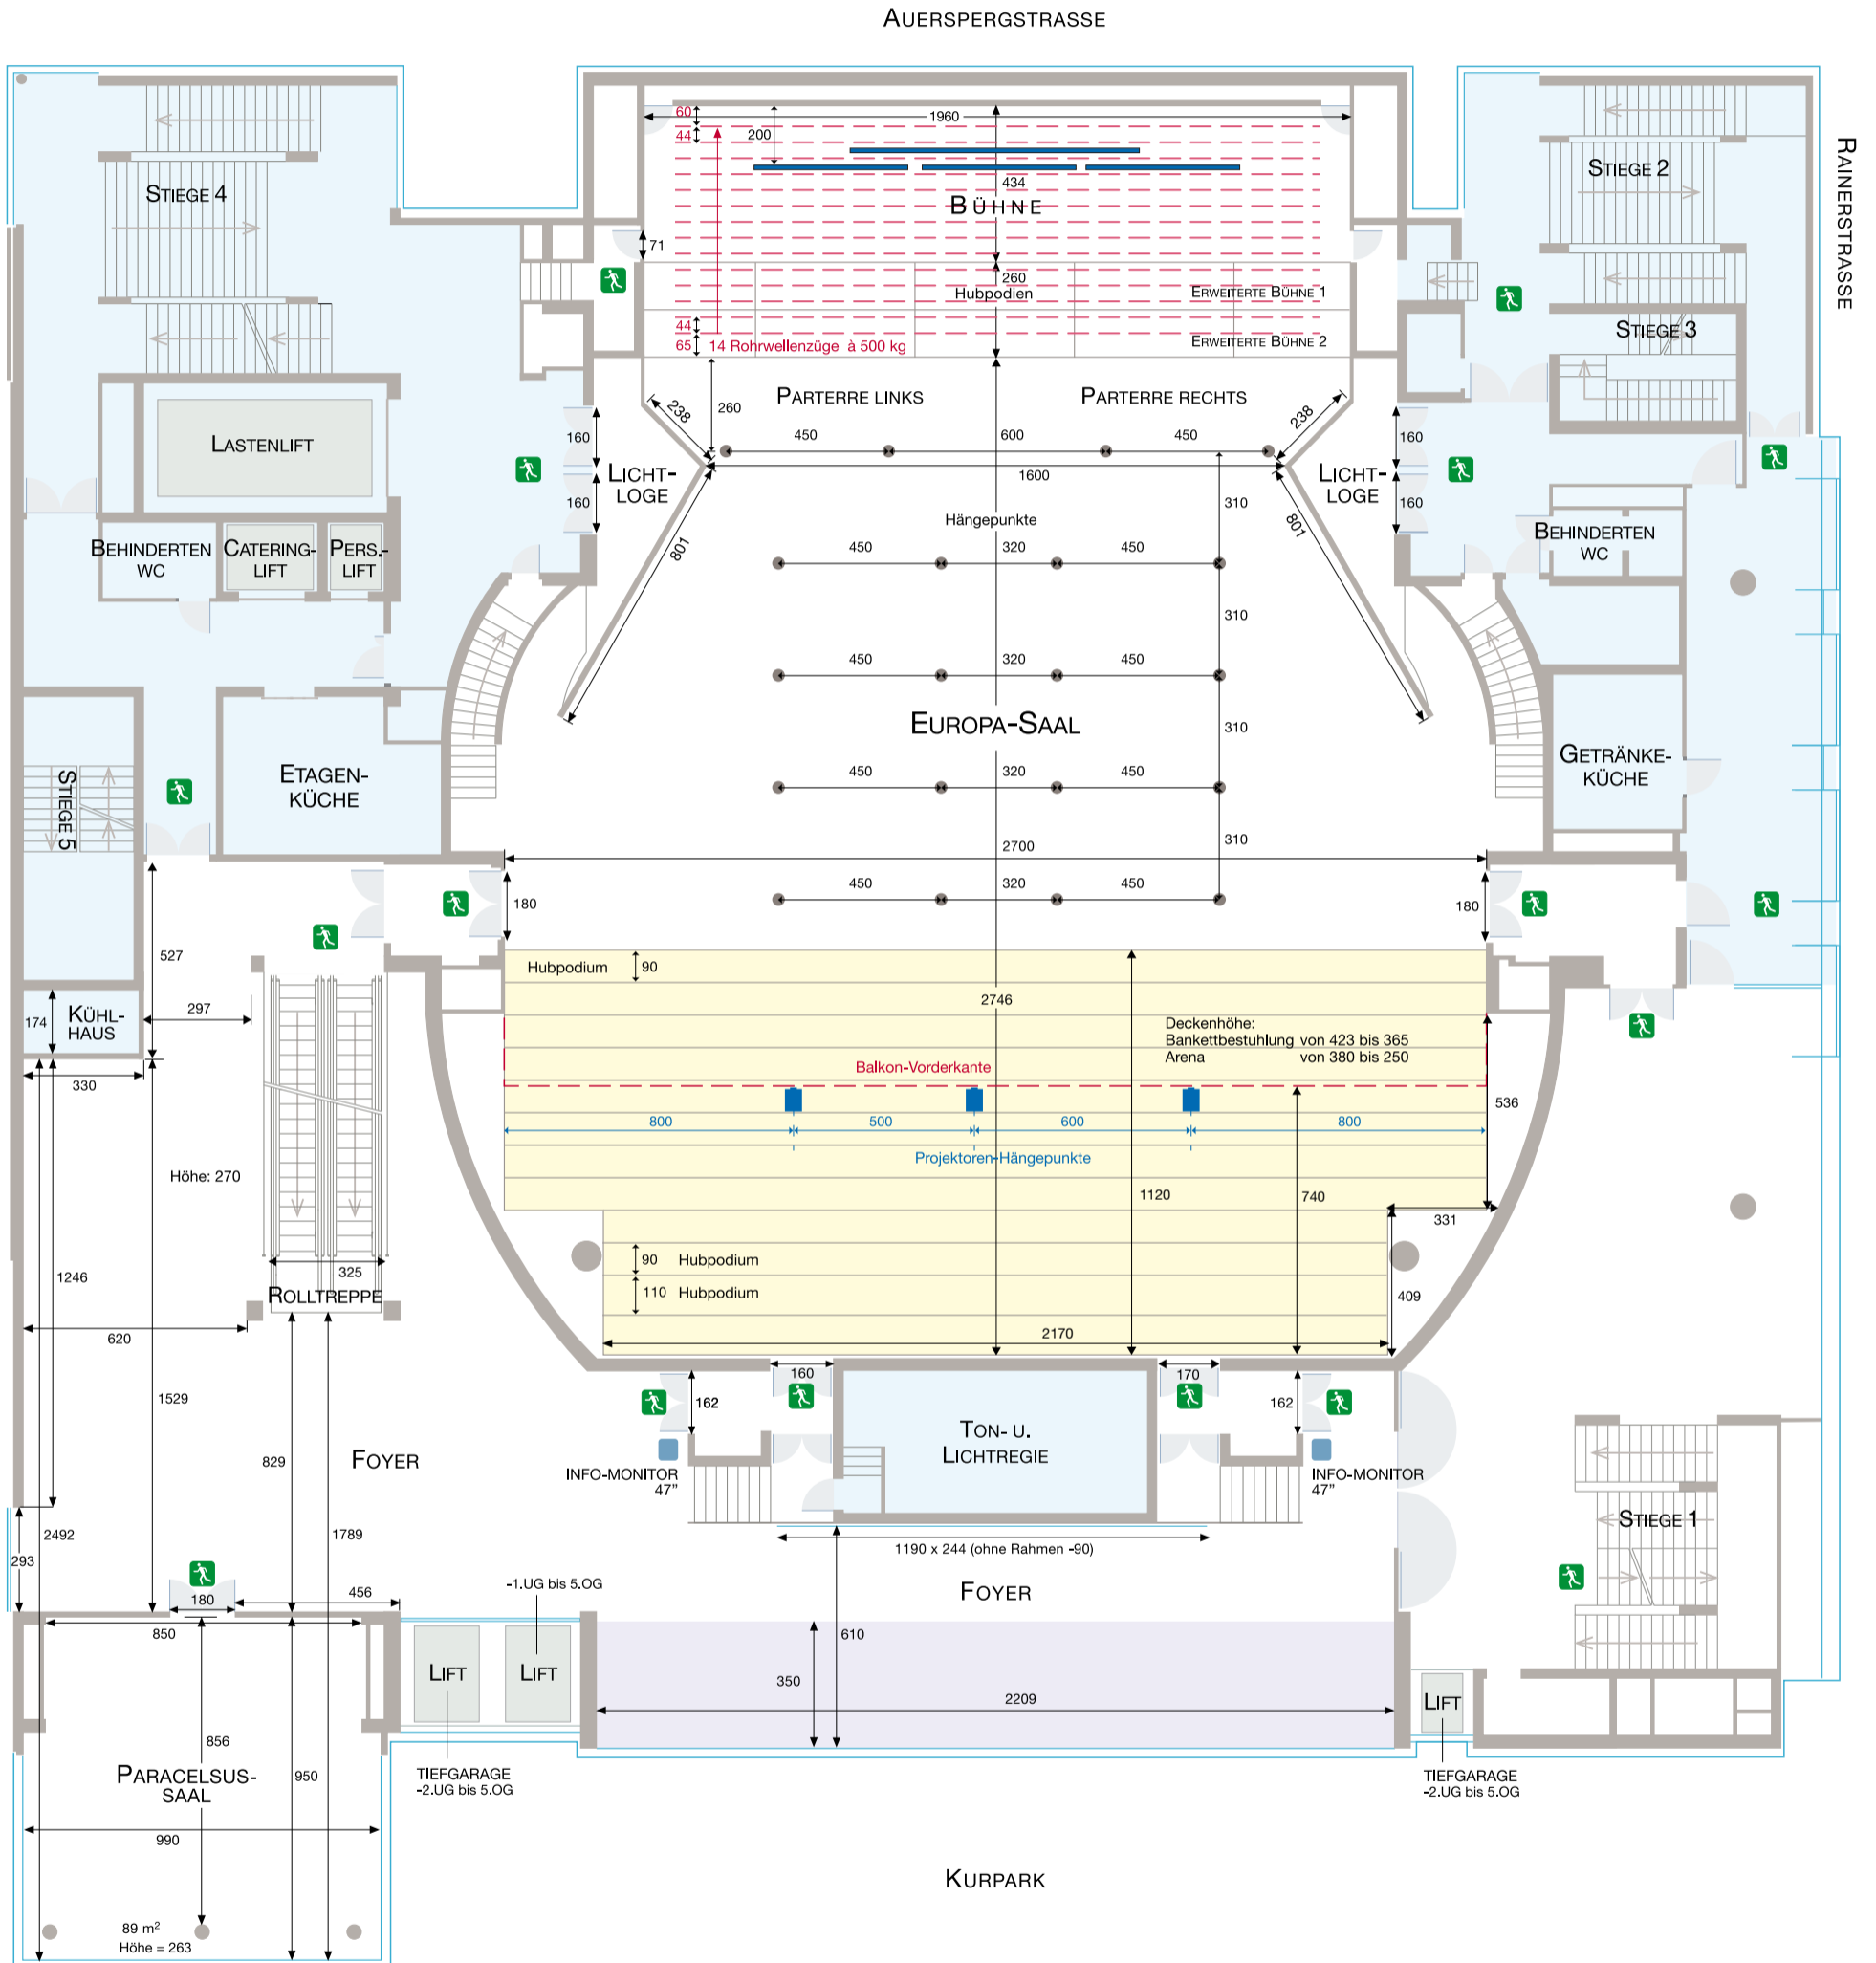 AUERSPERGSTRASSE
RAINERSTRASSE
STIEGE 4
60
44
200
1960
434
BÜHNE
71
260
Hubpodien
ERWEITERTE BÜHNE 1
44
65
14 Rohrwellenzüge à 500 kg
ERWEITERTE BÜHNE 2
STIEGE 2
STIEGE 3
LASTENLIFT
BEHINDERTEN
WC
CATERING-
LIFT
PERS.-
LIFT
160
160
LICHT-
LOGE
238
260
PARTERRE LINKS
PARTERRE RECHTS
238
450
600
450
1600
310
LICHT-
LOGE
160
160
BEHINDERTEN
WC
801
801
Hängepunkte
450
320
450
310
450
320
450
EUROPA-SAAL
310
450
320
450
310
2700
450
320
450
180
180
STIEGE 5
ETAGEN-
KÜCHE
GETRÄNKE-
KÜCHE
527
297
174
KÜHL-
HAUS
330
Hubpodium
90
2746
Deckenhöhe:
Bankettbestuhlung von 423 bis 365
Arena von 380 bis 250
Balkon-Vorderkante
536
800
500
600
800
Projektoren-Hängepunkte
1120
740
331
Höhe: 270
325
ROLLTREPPE
1246
620
90
Hubpodium
110
Hubpodium
409
2170
1529
829
FOYER
160
170
162
162
INFO-MONITOR
47”
TON- U.
LICHTREGIE
INFO-MONITOR
47”
STIEGE 1
2492
293
1789
1190 x 244 (ohne Rahmen -90)
FOYER
180
456
-1.UG bis 5.OG
850
LIFT
LIFT
610
350
2209
LIFT
856
950
PARACELSUS-
SAAL
TIEFGARAGE
-2.UG bis 5.OG
TIEFGARAGE
-2.UG bis 5.OG
990
KURPARK
89 m²
Höhe = 263